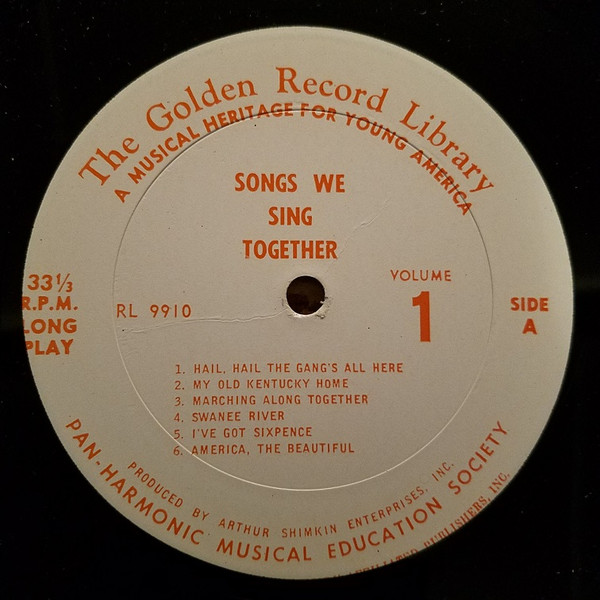 The Golden Record Library
A MUSICAL HERITAGE FOR YOUNG AMERICA
SONGS WE
SING
TOGETHER
33⅓
R.P.M.
LONG
PLAY
RL 9910
VOLUME
1
SIDE
A
1. HAIL, HAIL THE GANG'S ALL HERE
2. MY OLD KENTUCKY HOME
3. MARCHING ALONG TOGETHER
4. SWANEE RIVER
5. I'VE GOT SIXPENCE
6. AMERICA, THE BEAUTIFUL
PRODUCED BY ARTHUR SHIMKIN ENTERPRISES, INC.
PAN-HARMONIC MUSICAL EDUCATION SOCIETY
PUBLISHERS, INC.